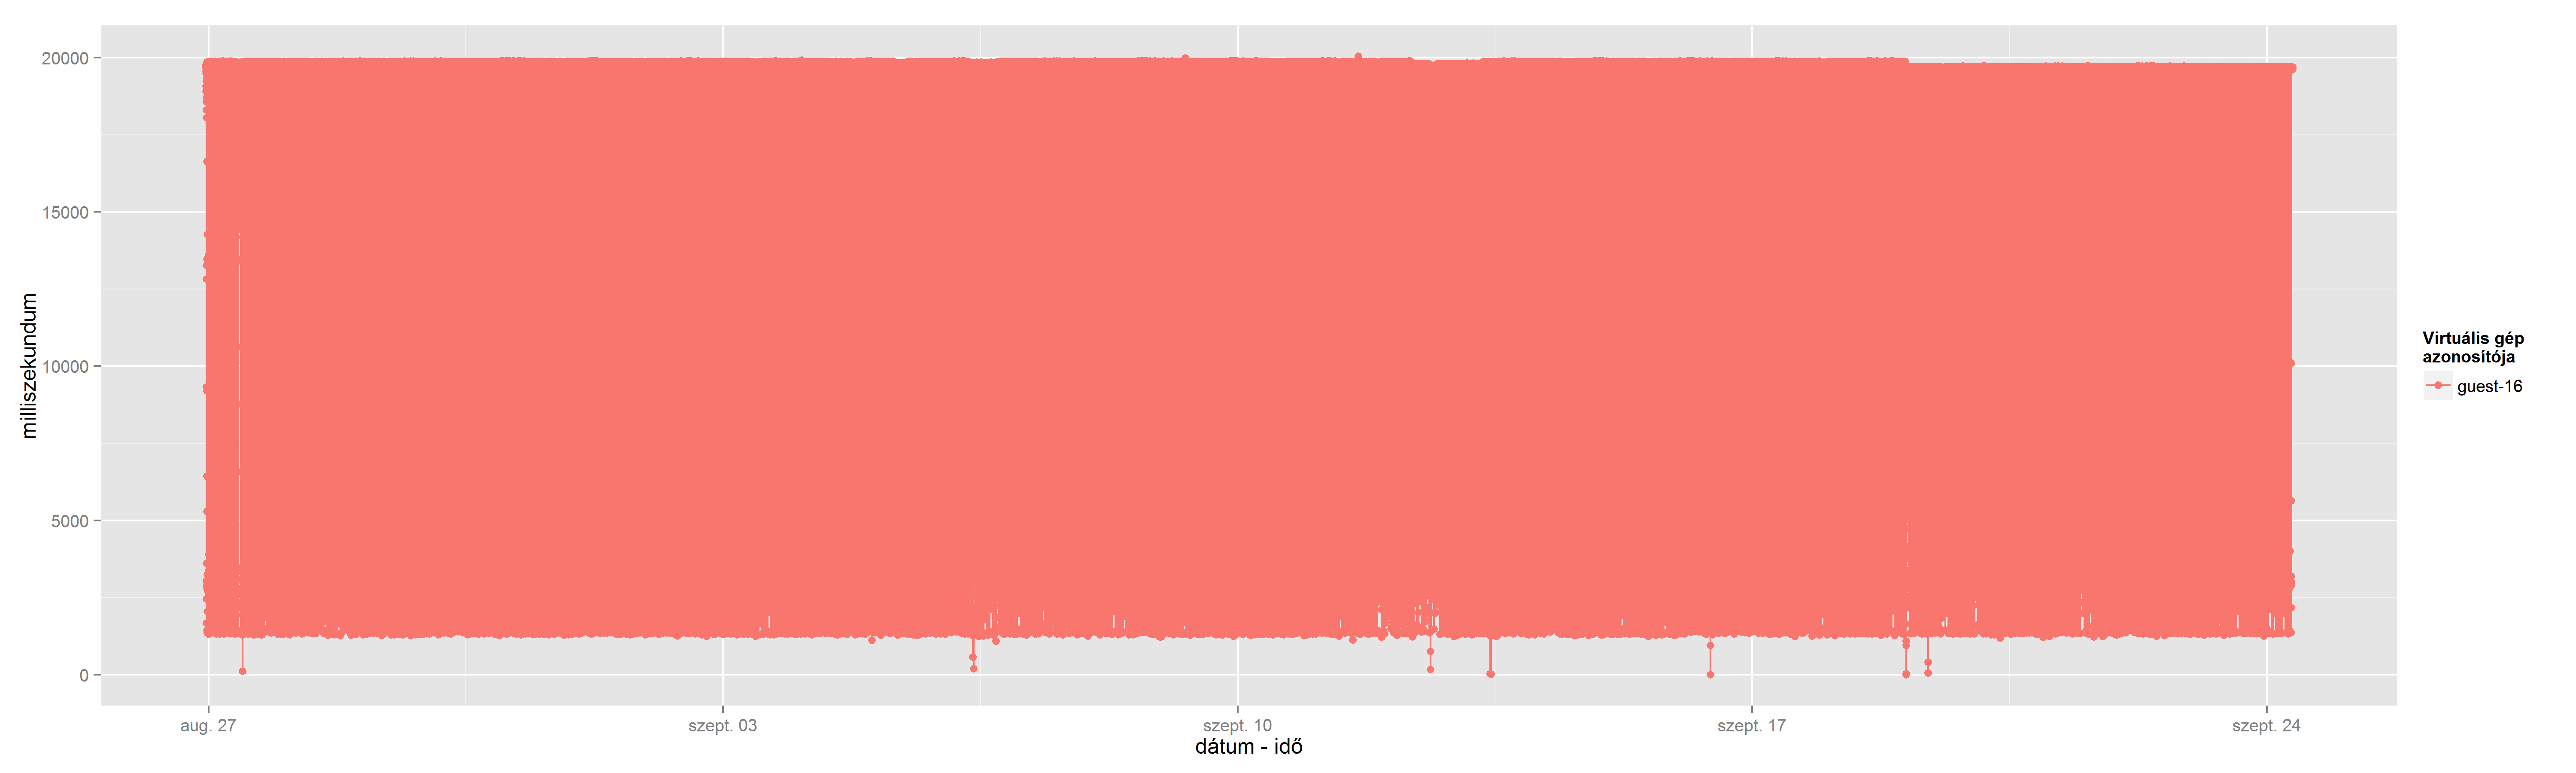 20000
15000
10000
5000
0
milliszekundum
aug. 27
szept. 03
szept. 10
szept. 17
szept. 24
dátum - idő
Virtuális gép
azonosítója
guest-16